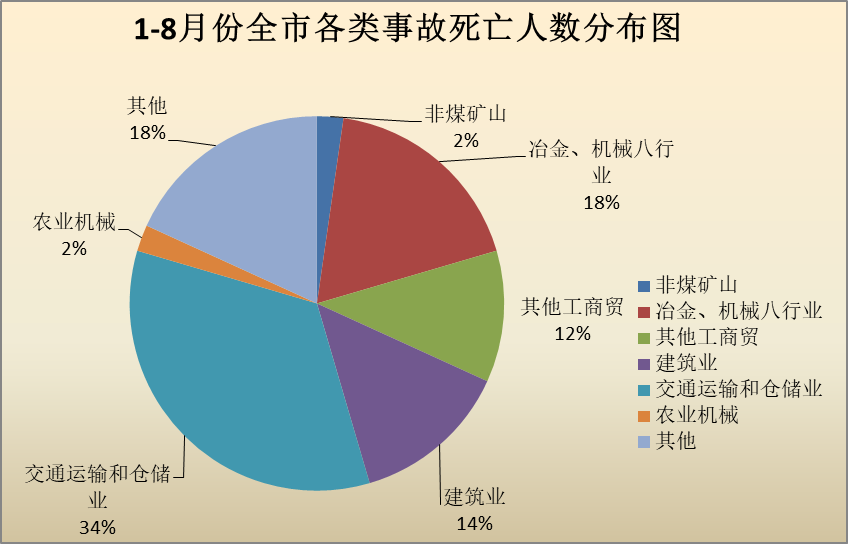 1-8月份全市各类事故死亡人数分布图
其他
18%
非煤矿山
2%
冶金、机械八行
业
18%
农业机械
2%
其他工商贸
12%
交通运输和仓储
业
34%
建筑业
14%
非煤矿山
冶金、机械八行业
其他工商贸
建筑业
交通运输和仓储业
农业机械
其他